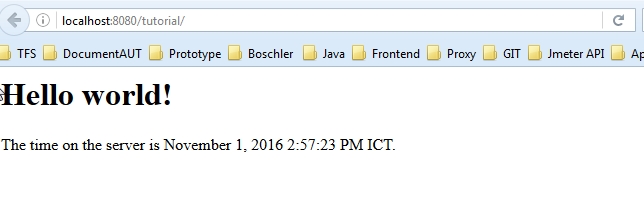 localhost:8080/tutorial/
TFS DocumentAUT Prototype Boschler Java Frontend Proxy GIT Jmeter API Ap
Hello world!
The time on the server is November 1, 2016 2:57:23 PM ICT.